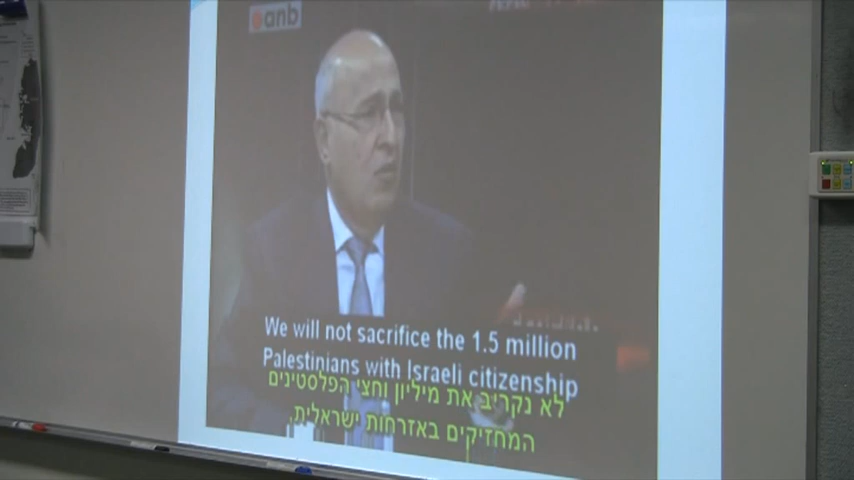 anb
We will not sacrifice the 1.5 million
Palestinians with Israeli citizenship
לא נקריב את מיליון וחצי הפלסטינים
המחזיקים באזרחות ישראלית.